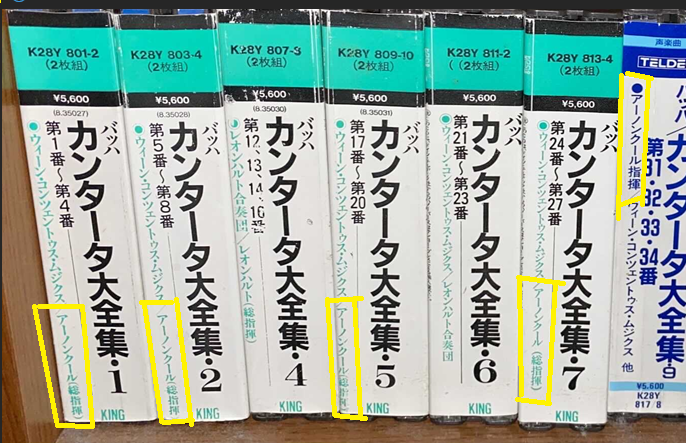 K28Y 801-2
(2枚組)
¥5,600
(8.35027)
バッハ
カンタータ大全集・1
第1番～第4番
●ウィーン・コンツェントゥス・ムジクス/アーノンクール(総指揮)
KING
K28Y 803-4
(2枚組)
¥5,600
(8.35028)
バッハ
カンタータ大全集・2
第5番～第8番
●ウィーン・コンツェントゥス・ムジクス/アーノンクール(総指揮)
KING
K28Y 807-8
(2枚組)
¥5,600
(8.35030)
バッハ
カンタータ大全集・4
第12、13、14、16番
●レオンハルト合奏団/レオンハルト(総指揮)
KING
K28Y 809-10
(2枚組)
¥5,600
(8.35031)
バッハ
カンタータ大全集・5
第17番～第20番
●ウィーン・コンツェントゥス・ムジクス/アーノンクール(総指揮)
KING
K28Y 811-2
(2枚組)
¥5,600
バッハ
カンタータ大全集・6
第21番～第23番
●ウィーン・コンツェントゥス・ムジクス/レオンハルト合奏団
KING
K28Y 813-4
(2枚組)
¥5,600
バッハ
カンタータ大全集・7
第24番～第27番
●ウィーン・コンツェントゥス・ムジクス/アーノンクール(総指揮)
KING
声楽曲
TELDE
バッハ/カンタータ大全集・9
第31・32・33・34番
●アーノンクール指揮/ウィーン・コンツェントゥス・ムジクス 他
¥5,600
K28Y
817/8